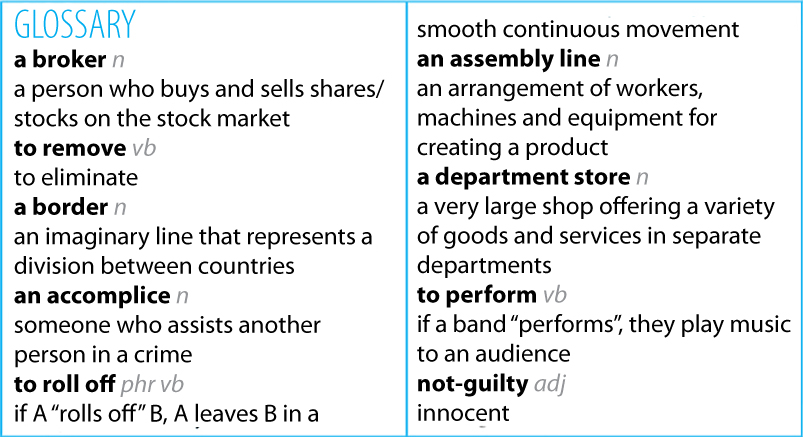 GLOSSARY
a broker n
a person who buys and sells shares/
stocks on the stock market
to remove vb
to eliminate
a border n
an imaginary line that represents a
division between countries
an accomplice n
someone who assists another
person in a crime
to roll off phr vb
if A “rolls off” B, A leaves B in a
smooth continuous movement
an assembly line n
an arrangement of workers,
machines and equipment for
creating a product
a department store n
a very large shop offering a variety
of goods and services in separate
departments
to perform vb
if a band “performs”, they play music
to an audience
not-guilty adj
innocent